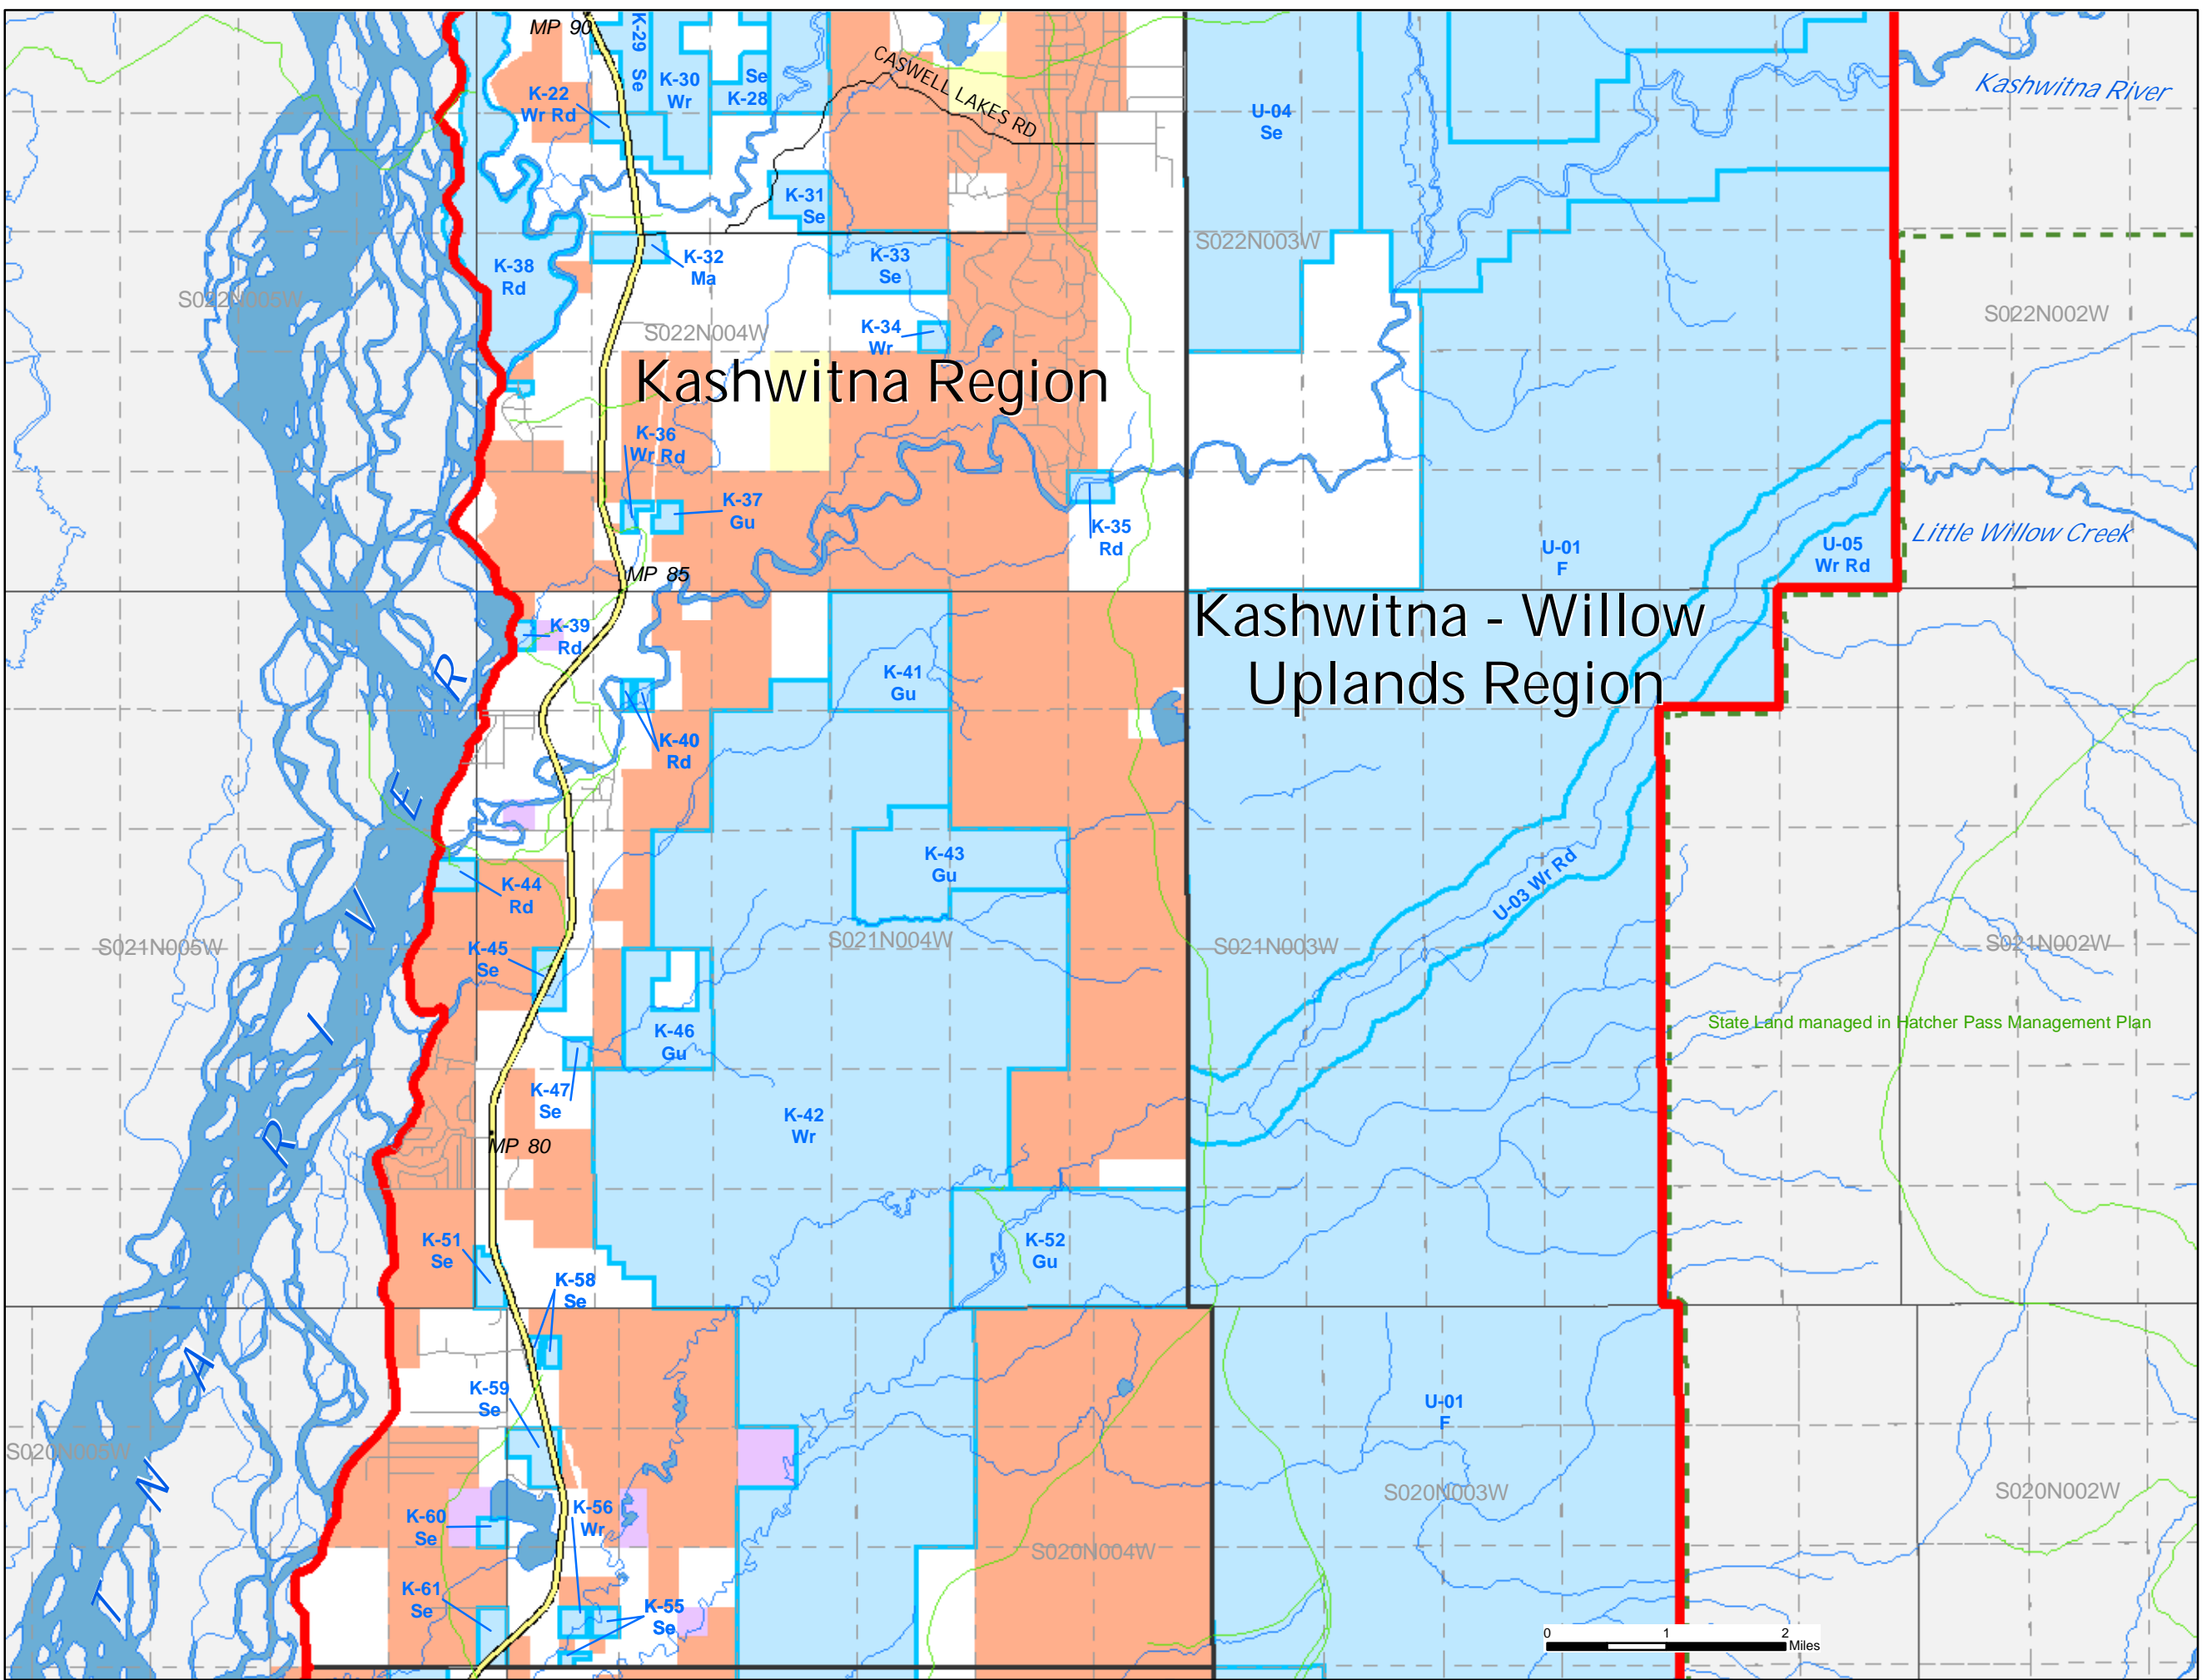 MP 90
K-29
Se
K-30
Wr
Se
K-28
CASWELL LAKES RD
K-22
Wr Rd
U-04
Se
Kashwitna River
K-31
Se
S022N003W
K-38
Rd
K-32
Ma
K-33
Se
S022N005W
S022N004W
K-34
Wr
S022N002W
Kashwitna Region
K-36
Wr Rd
K-37
Gu
K-35
Rd
U-01
F
U-05
Wr Rd
Little Willow Creek
MP 85
Kashwitna - Willow
Uplands Region
K-39
Rd
K-41
Gu
K-40
Rd
K-43
Gu
U-03 Wr Rd
K-44
Rd
S021N005W
K-45
Se
S021N004W
S021N003W
S021N002W
K-46
Gu
State Land managed in Hatcher Pass Management Plan
K-47
Se
K-42
Wr
MP 80
K-51
Se
K-58
Se
K-52
Gu
K-59
Se
U-01
F
S020N005W
S020N003W
S020N002W
K-60
Se
K-56
Wr
S020N004W
K-61
Se
K-55
Se
T N A R I V E R
0 1 2
Miles